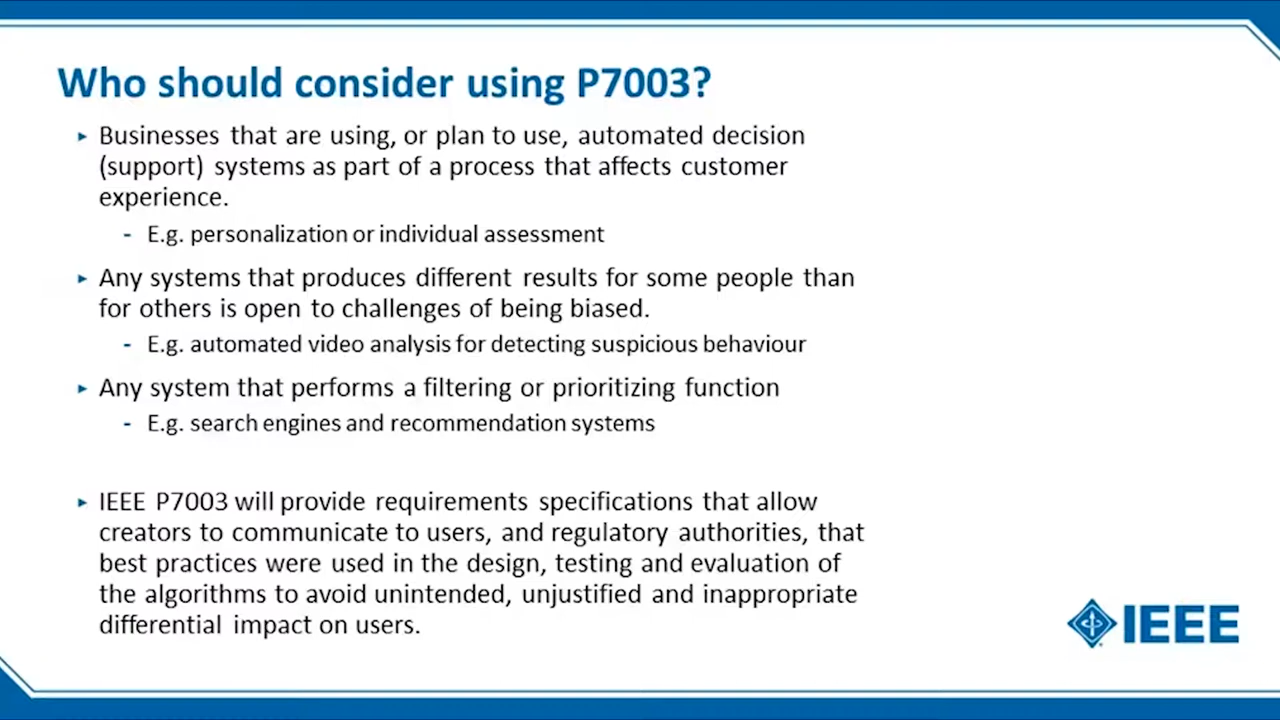 Who should consider using P7003?
▸ Businesses that are using, or plan to use, automated decision
(support) systems as part of a process that affects customer
experience.
- E.g. personalization or individual assessment
▸ Any systems that produces different results for some people than
for others is open to challenges of being biased.
- E.g. automated video analysis for detecting suspicious behaviour
▸ Any system that performs a filtering or prioritizing function
- E.g. search engines and recommendation systems
▸ IEEE P7003 will provide requirements specifications that allow
creators to communicate to users, and regulatory authorities, that
best practices were used in the design, testing and evaluation of
the algorithms to avoid unintended, unjustified and inappropriate
differential impact on users.
IEEE